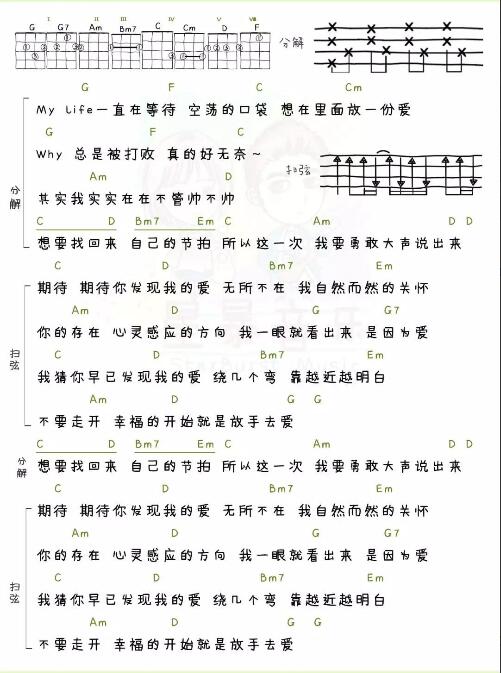 I II III IV V VIII
G G7 Am Bm7 C Cm D F
分解
G F C Cm
My Life一直在等待 空荡的口袋 想在里面放一份爱
G F C
Why 总是被打败 真的好无奈~
扫弦
Am D
其实我实实在在不管帅不帅
分解
C D Bm7 Em C Am D D
想要找回来 自己的节拍 所以这一次 我要勇敢大声说出来
C D Bm7 Em
期待 期待你发现我的爱 无所不在 我自然而然的关怀
Am D G G7
你的存在 心灵感应的方向 我一眼就看出来 是因为爱
扫弦
C D Bm7 Em
我猜你早已发现我的爱 绕几个弯 靠越近越明白
Am D G G
不要走开 幸福的开始就是放手去爱
C D Bm7 Em C Am D D
分解
想要找回来 自己的节拍 所以这一次 我要勇敢大声说出来
C D Bm7 Em
期待 期待你发现我的爱 无所不在 我自然而然的关怀
Am D G G7
你的存在 心灵感应的方向 我一眼就看出来 是因为爱
扫弦
C D Bm7 Em
我猜你早已发现我的爱 绕几个弯 靠越近越明白
Am D G G
不要走开 幸福的开始就是放手去爱